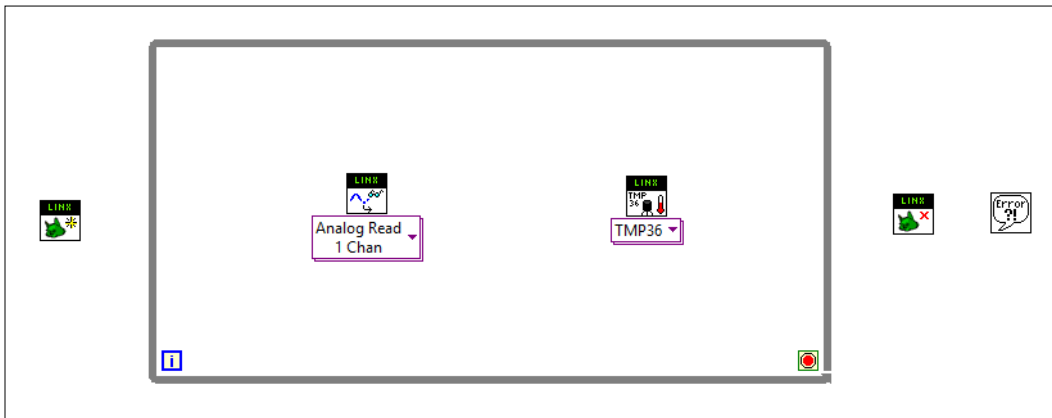 LINX
LINX
Analog Read
1 Chan
LINX
TMP
36
TMP36
LINX
Error
?!
i